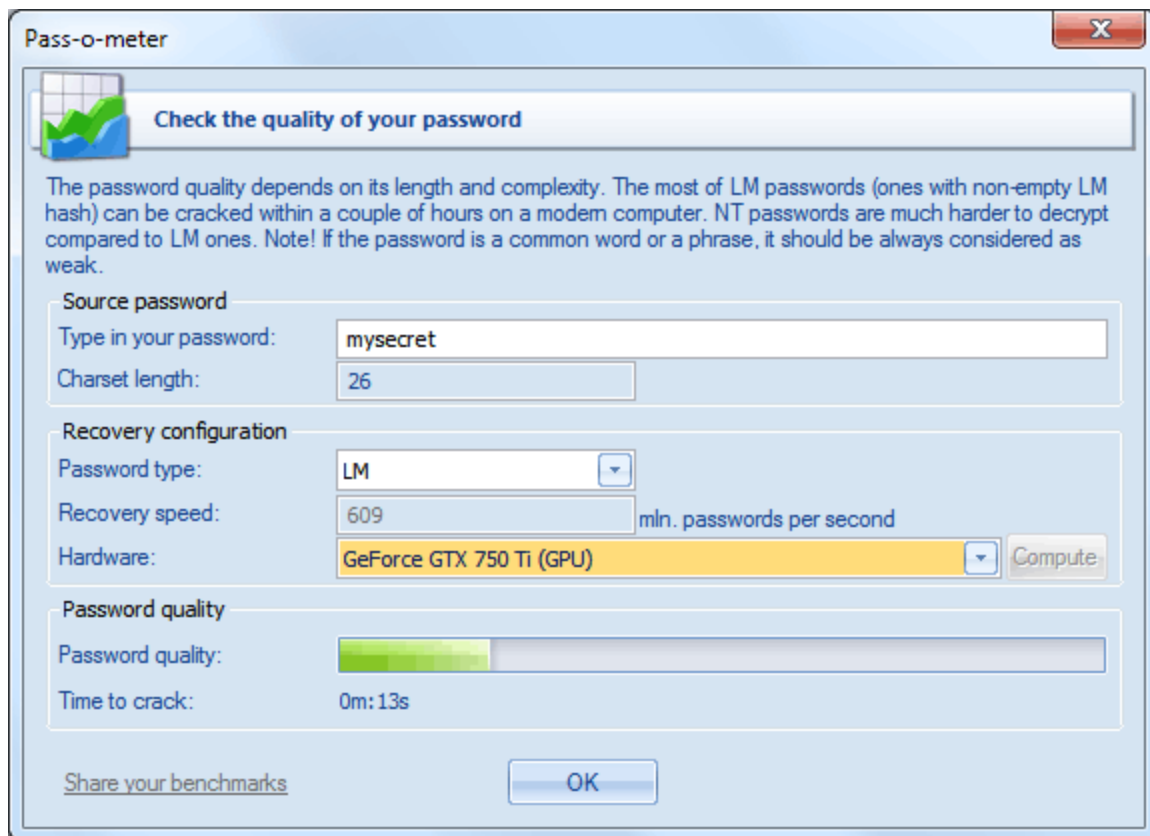 Pass-o-meter
X
Check the quality of your password
The password quality depends on its length and complexity. The most of LM passwords (ones with non-empty LM
hash) can be cracked within a couple of hours on a modern computer. NT passwords are much harder to decrypt
compared to LM ones. Note! If the password is a common word or a phrase, it should be always considered as
weak.
Source password
Type in your password: mysecret
Charset length: 26
Recovery configuration
Password type: LM
Recovery speed: 609 mln. passwords per second
Hardware: GeForce GTX 750 Ti (GPU) Compute
Password quality
Password quality:
Time to crack: 0m:13s
Share your benchmarks OK